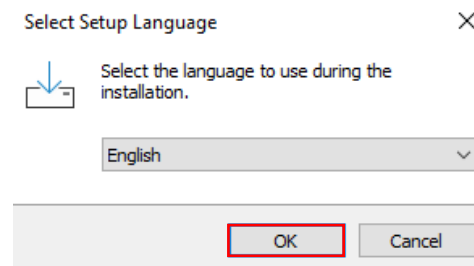 Select Setup Language
Select the language to use during the
installation.
English
OK
Cancel